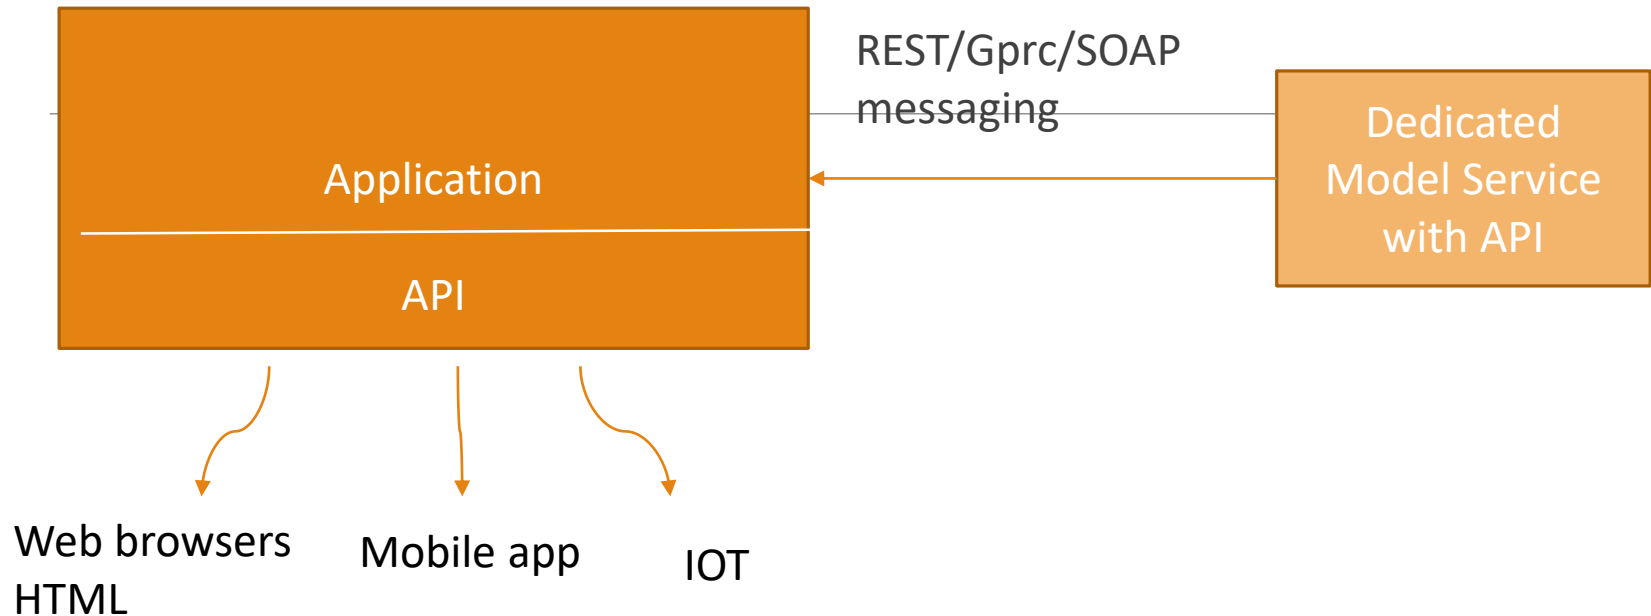 REST/Gprc/SOAP
messaging
Application
API
Dedicated
Model Service
with API
Web browsers
HTML
Mobile app
IOT